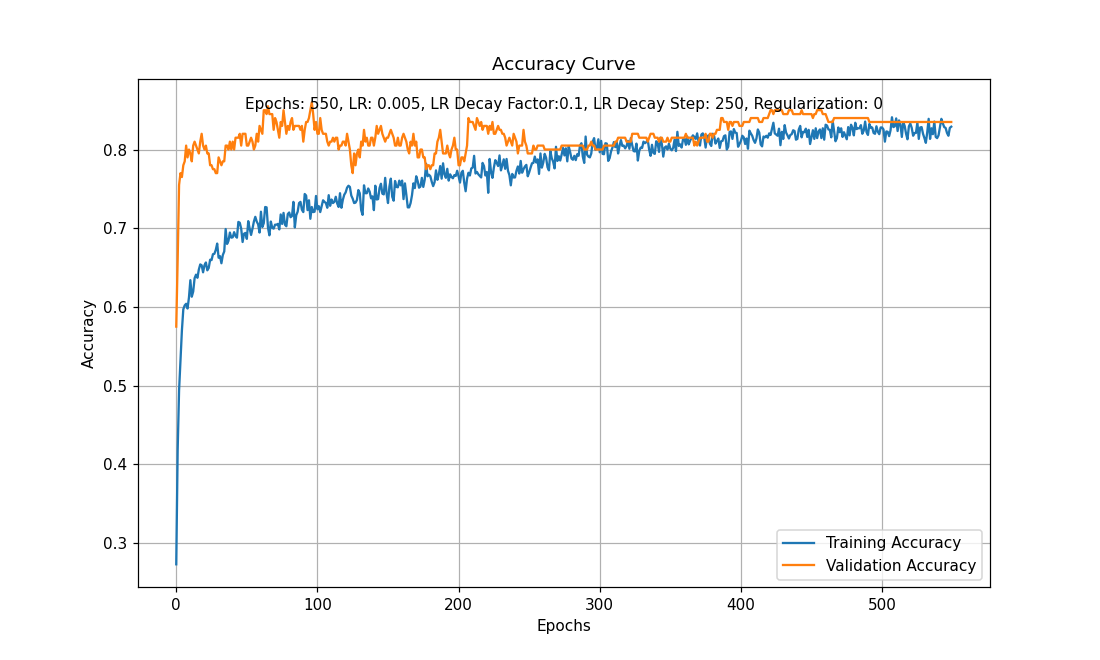 Accuracy Curve
Epochs: 550, LR: 0.005, LR Decay Factor:0.1, LR Decay Step: 250, Regularization: 0
Accuracy
0.8
0.7
0.6
0.5
0.4
0.3
Training Accuracy
Validation Accuracy
0 100 200 300 400 500
Epochs